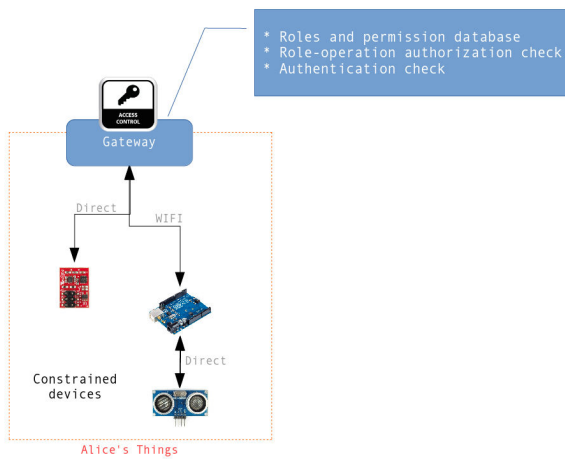 * Roles and permission database
* Role-operation authorization check
* Authentication check
ACCESS
CONTROL
Gateway
Direct
WIFI
Direct
Constrained
devices
Alice's Things